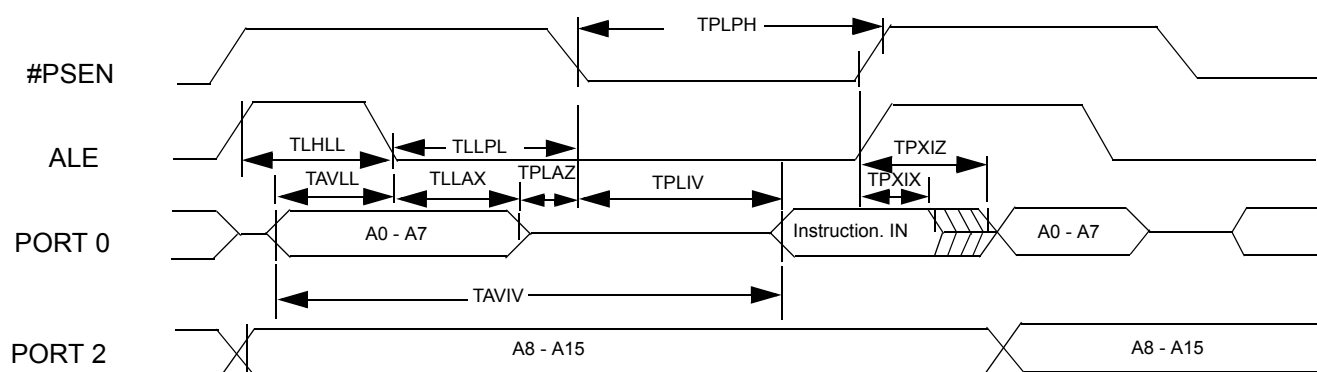 TPLPH
#PSEN
ALE
TLHLL
TLLPL
TPXIZ
TAVLL
TLLAX
TPLAZ
TPLIV
TPXIX
PORT 0
A0 - A7
Instruction. IN
A0 - A7
TAVIV
PORT 2
A8 - A15
A8 - A15